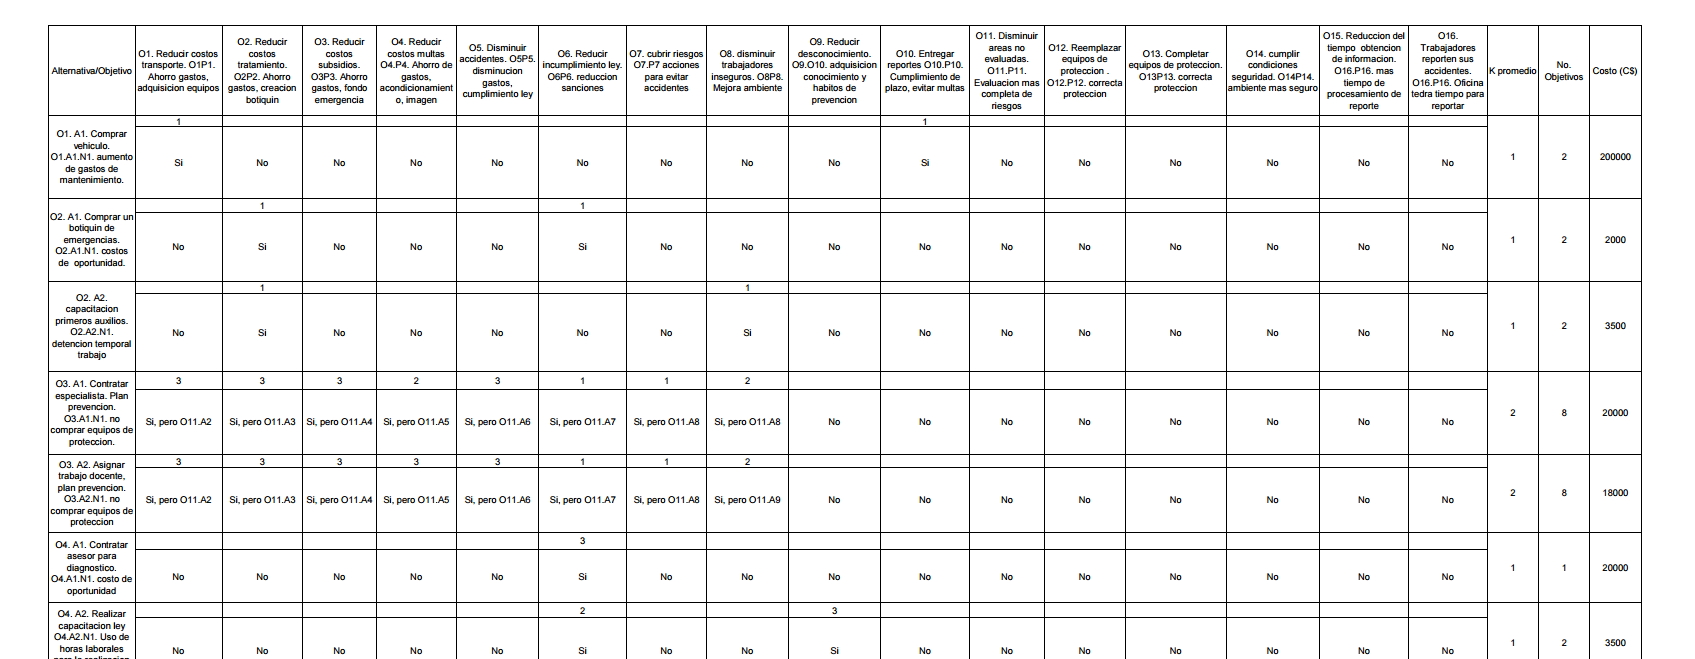 Alternativa/Objetivo
O1. Reducir costos
transporte. O1P1.
Ahorro gastos,
adquisicion equipos
O2. Reducir
costos
tratamiento.
O2P2. Ahorro
gastos, creacion
botiquin
O3. Reducir
costos
subsidios.
O3P3. Ahorro
gastos, fondo
emergencia
O4. Reducir
costos multas
O4.P4. Ahorro de
gastos,
acondicionamient
o, imagen
O5. Disminuir
accidentes. O5P5.
disminucion
gastos,
cumplimiento ley
O6. Reducir
incumplimiento ley.
O6P6. reduccion
sanciones
O7. cubrir riesgos
O7.P7 acciones
para evitar
accidentes
O8. disminuir
trabajadores
inseguros. O8P8.
Mejora ambiente
O9. Reducir
desconocimiento.
O9.O10. adquisicion
conocimiento y
habitos de
prevencion
O10. Entregar
reportes O10.P10.
Cumplimiento de
plazo, evitar multas
O11. Disminuir
areas no
evaluadas.
O11.P11.
Evaluacion mas
completa de
riesgos
O12. Reemplazar
equipos de
proteccion .
O12.P12. correcta
proteccion
O13. Completar
equipos de proteccion.
O13P13. correcta
proteccion
O14. cumplir
condiciones
seguridad. O14P14.
ambiente mas seguro
O15. Reduccion del
tiempo obtencion
de informacion.
O16.P16. mas
tiempo de
procesamiento de
reporte
O16.
Trabajadores
reporten sus
accidentes.
O16.P16. Oficina
tedra tiempo para
reportar
K promedio
No.
Objetivos
Costo (C$)
O1. A1. Comprar
vehiculo.
O1.A1.N1. aumento
de gastos de
mantenimiento.
1 1
Si No No No No No No No No Si No No No No No No
1 2 200000
O2. A1. Comprar un
botiquin de
emergencias.
O2.A1.N1. costos
de oportunidad.
1 1
No Si No No No Si No No No No No No No No No No
1 2 2000
O2. A2.
capacitacion
primeros auxilios.
O2.A2.N1.
detencion temporal
trabajo
1 1
No Si No No No No No Si No No No No No No No No
1 2 3500
O3. A1. Contratar
especialista. Plan
prevencion.
O3.A1.N1. no
comprar equipos de
proteccion.
3 3 3 2 3 1 1 2
Si, pero O11.A2 Si, pero O11.A3 Si, pero O11.A4 Si, pero O11.A5 Si, pero O11.A6 Si, pero O11.A7 Si, pero O11.A8 Si, pero O11.A8 No No No No No No No No
2 8 20000
O3. A2. Asignar
trabajo docente,
plan prevencion.
O3.A2.N1. no
comprar equipos de
proteccion
3 3 3 3 3 1 1 2
Si, pero O11.A2 Si, pero O11.A3 Si, pero O11.A4 Si, pero O11.A5 Si, pero O11.A6 Si, pero O11.A7 Si, pero O11.A8 Si, pero O11.A9 No No No No No No No No
2 8 18000
O4. A1. Contratar
asesor para
diagnostico.
O4.A1.N1. costo de
oportunidad
3
No No No No No Si No No No No No No No No No No
1 1 20000
O4. A2. Realizar
capacitacion ley
O4.A2.N1. Uso de
horas laborales
2 3
No No No No No Si No No Si No No No No No No No
1 2 3500